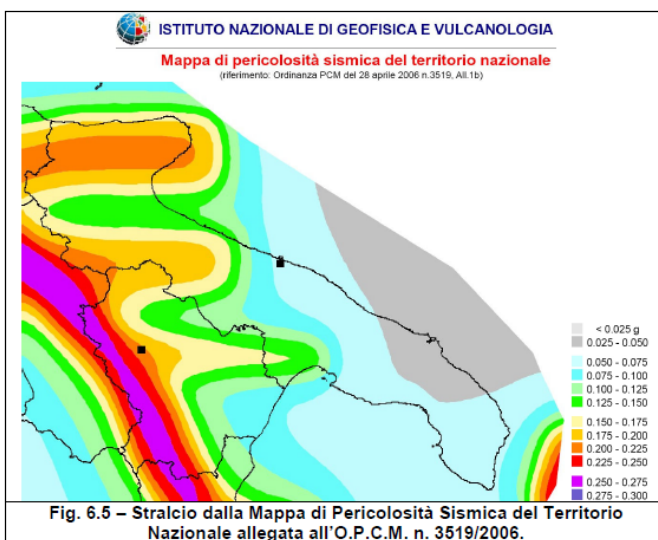 ISTITUTO NAZIONALE DI GEOFISICA E VULCANOLOGIA
Mappa di pericolosità sismica del territorio nazionale
(riferimento: Ordinanza PCM del 28 aprile 2006 n.3519, All.1b)
< 0.025 g
0.025 - 0.050
0.050 - 0.075
0.075 - 0.100
0.100 - 0.125
0.125 - 0.150
0.150 - 0.175
0.175 - 0.200
0.200 - 0.225
0.225 - 0.250
0.250 - 0.275
0.275 - 0.300
Fig. 6.5 – Stralcio dalla Mappa di Pericolosità Sismica del Territorio
Nazionale allegata all'O.P.C.M. n. 3519/2006.